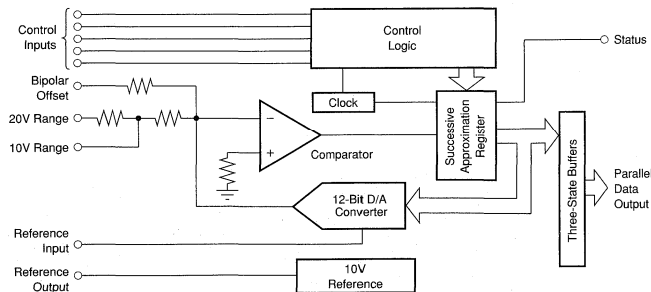 Control
Inputs
Control
Logic
Status
Bipolar
Offset
Clock
20V Range
10V Range
–
+
Comparator
Successive
Approximation
Register
Three-State Buffers
Parallel
Data
Output
12-Bit D/A
Converter
Reference
Input
Reference
Output
10V
Reference